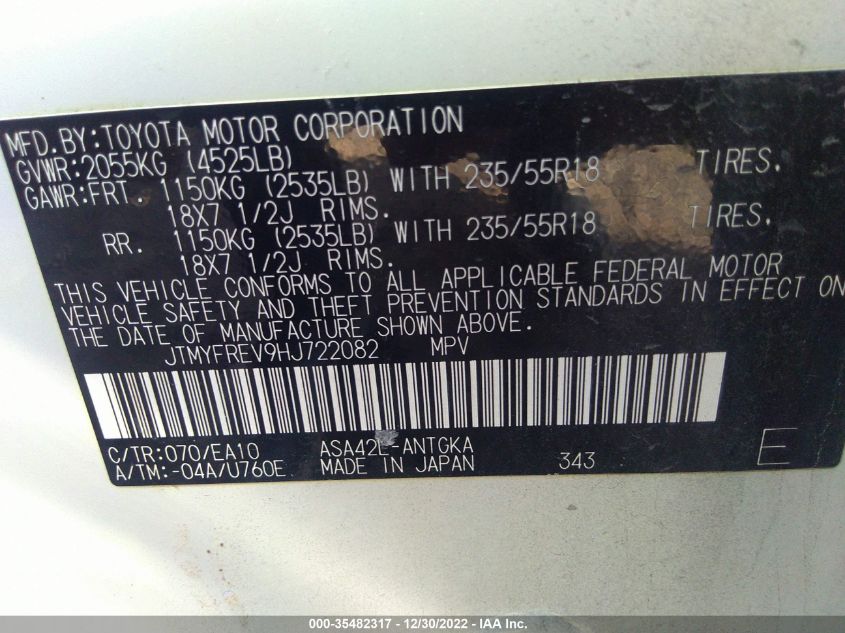 MFD.BY:TOYOTA MOTOR CORPORATION
GVWR:2055KG (4525LB)
GAWR:FRT. 1150KG (2535LB) WITH 235/55R18 TIRES.
18X7 1/2J RIMS.
RR. 1150KG (2535LB) WITH 235/55R18 TIRES.
18X7 1/2J RIMS.
THIS VEHICLE CONFORMS TO ALL APPLICABLE FEDERAL MOTOR
VEHICLE SAFETY AND THEFT PREVENTION STANDARDS IN EFFECT ON
THE DATE OF MANUFACTURE SHOWN ABOVE.
JTMYFREV9HJ722082 MPV
C/TR:070/EA10 ASA42L-ANTGKA
A/TM:-04A/U760E MADE IN JAPAN 343 E
000-35482317 - 12/30/2022 - IAA Inc.